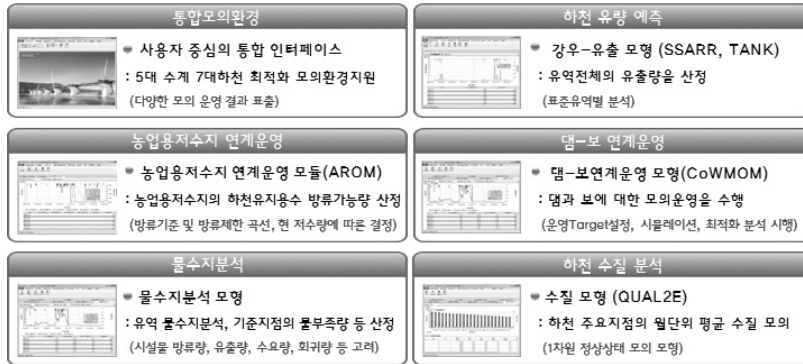 통합모의환경
사용자 중심의 통합 인터페이스
: 5대 수계 7대하천 최적화 모의환경지원
(다양한 모의 운영 결과 표출)
하천 유량 예측
강우-유출 모형 (SSARR, TANK)
: 유역전체의 유출량을 산정
(표준유역별 분석)
농업용저수지 연계운영
농업용저수지 연계운영 모듈(AROM)
: 농업용저수지의 하천유지용수 방류가능량 산정
(방류기준 및 방류제한 곡선, 현 저수량에 따른 결정)
댐-보 연계운영
댐-보연계운영 모형(CoWMOM)
: 댐과 보에 대한 모의운영을 수행
(운영Target설정, 시뮬레이션, 최적화 분석 시행)
물수지분석
물수지분석 모형
: 유역 물수지분석, 기준지점의 물부족량 등 산정
(시설물 방류량, 유출량, 수요량, 회귀량 등 고려)
하천 수질 분석
수질 모형 (QUAL2E)
: 하천 주요지점의 월단위 평균 수질 모의
(1차원 정상상태 모의 모형)